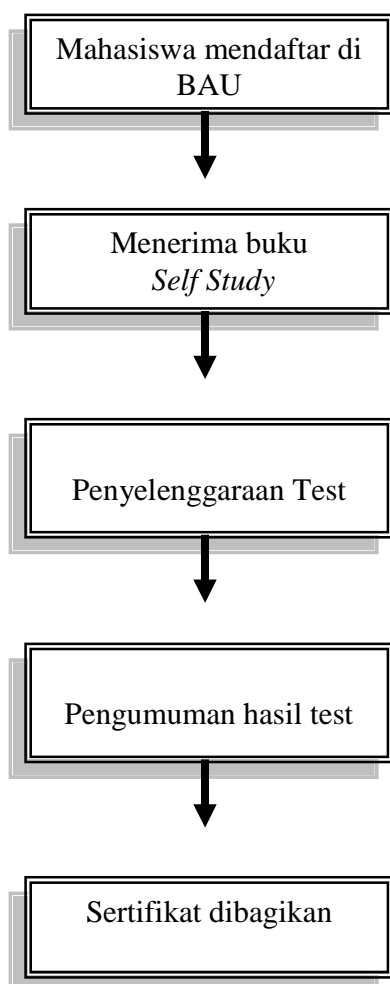 Mahasiswa mendaftar di
BAU
Menerima buku
Self Study
Penyelenggaraan Test
Pengumuman hasil test
Sertifikat dibagikan